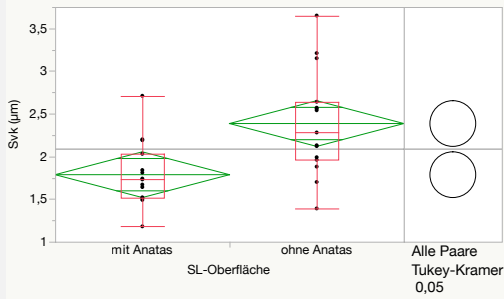 3,5
3
2,5
2
1,5
1
Svk (µm)
mit Anatas
ohne Anatas
SL-Oberfläche
Alle Paare
Tukey-Kramer
0,05